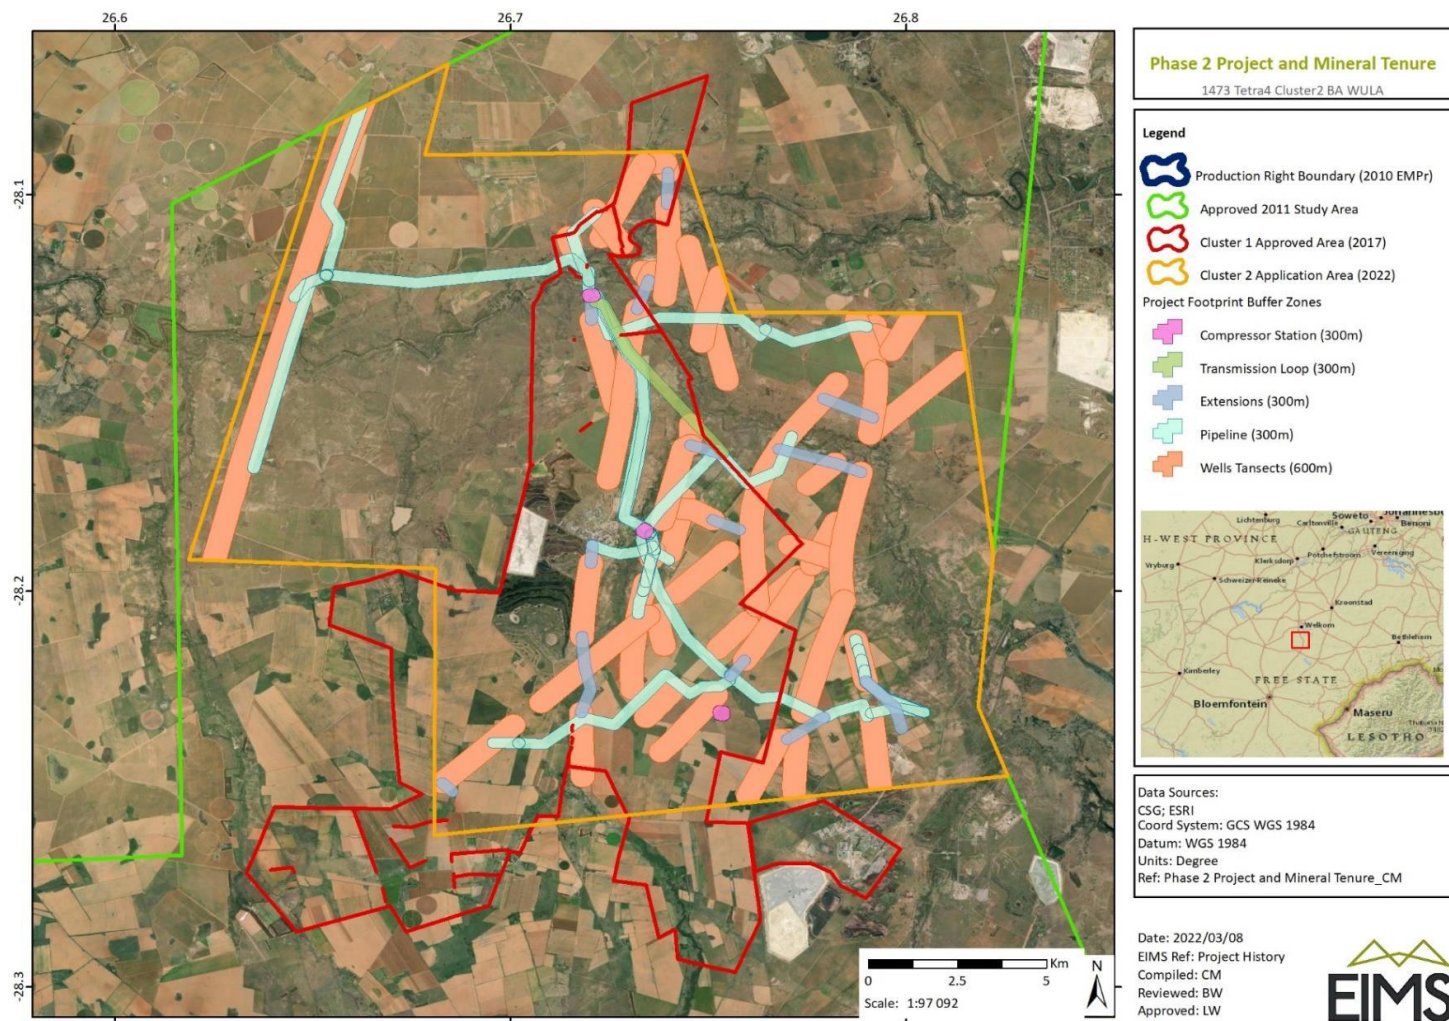 26.6
26.7
26.8
-28.1
-28.2
-28.3
Km
0
2.5
5
Scale: 1:97 092
N
Phase 2 Project and Mineral Tenure
1473 Tetra4 Cluster2 BA WULA
Legend
Production Right Boundary (2010 EMPr)
Approved 2011 Study Area
Cluster 1 Approved Area (2017)
Cluster 2 Application Area (2022)
Project Footprint Buffer Zones
Compressor Station (300m)
Transmission Loop (300m)
Extensions (300m)
Pipeline (300m)
Wells Tansects (600m)
Lichtenburg
Carltonville
Soweto
Benoni
GAUTENG
H-WEST PROVINCE
Potchefstroom
Vereeniging
Klerksdorp
Vryburg
Schweizer-Reineke
Kroonstad
Welkom
Bethlehem
Kimberley
FREE STATE
Bloemfontein
Maseru
LESOTHO
Data Sources:
CSG; ESRI
Coord System: GCS WGS 1984
Datum: WGS 1984
Units: Degree
Ref: Phase 2 Project and Mineral Tenure_CM
Date: 2022/03/08
EIMS Ref: Project History
Compiled: CM
Reviewed: BW
Approved: LW
EIMS